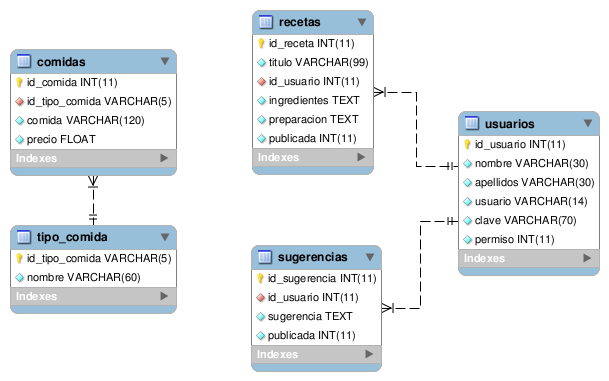 comidas
id_comida INT(11)
id_tipo_comida VARCHAR(5)
comida VARCHAR(120)
precio FLOAT
Indexes
tipo_comida
id_tipo_comida VARCHAR(5)
nombre VARCHAR(60)
Indexes
recetas
id_receta INT(11)
titulo VARCHAR(99)
id_usuario INT(11)
ingredientes TEXT
preparacion TEXT
publicada INT(11)
Indexes
sugerencias
id_sugerencia INT(11)
id_usuario INT(11)
sugerencia TEXT
publicada INT(11)
Indexes
usuarios
id_usuario INT(11)
nombre VARCHAR(30)
apellidos VARCHAR(30)
usuario VARCHAR(14)
clave VARCHAR(70)
permiso INT(11)
Indexes